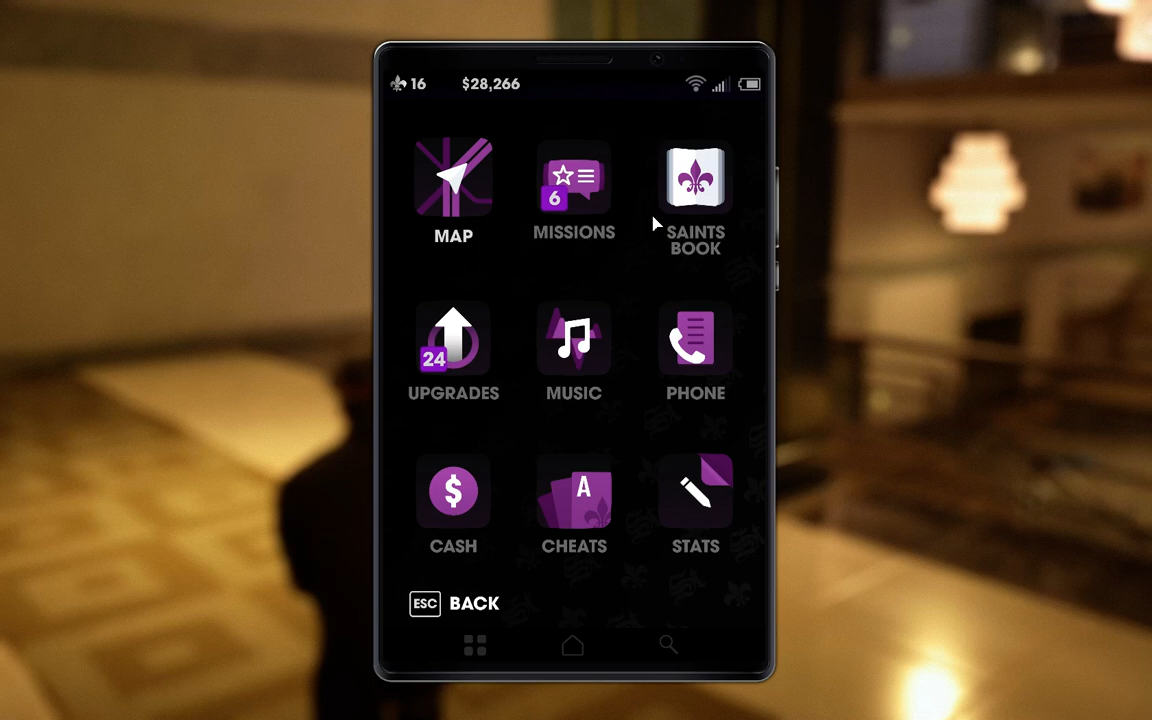 16 $28,266
MAP
6
MISSIONS
SAINTS
BOOK
24
UPGRADES
MUSIC
PHONE
$
CASH
A
CHEATS
STATS
ESC BACK